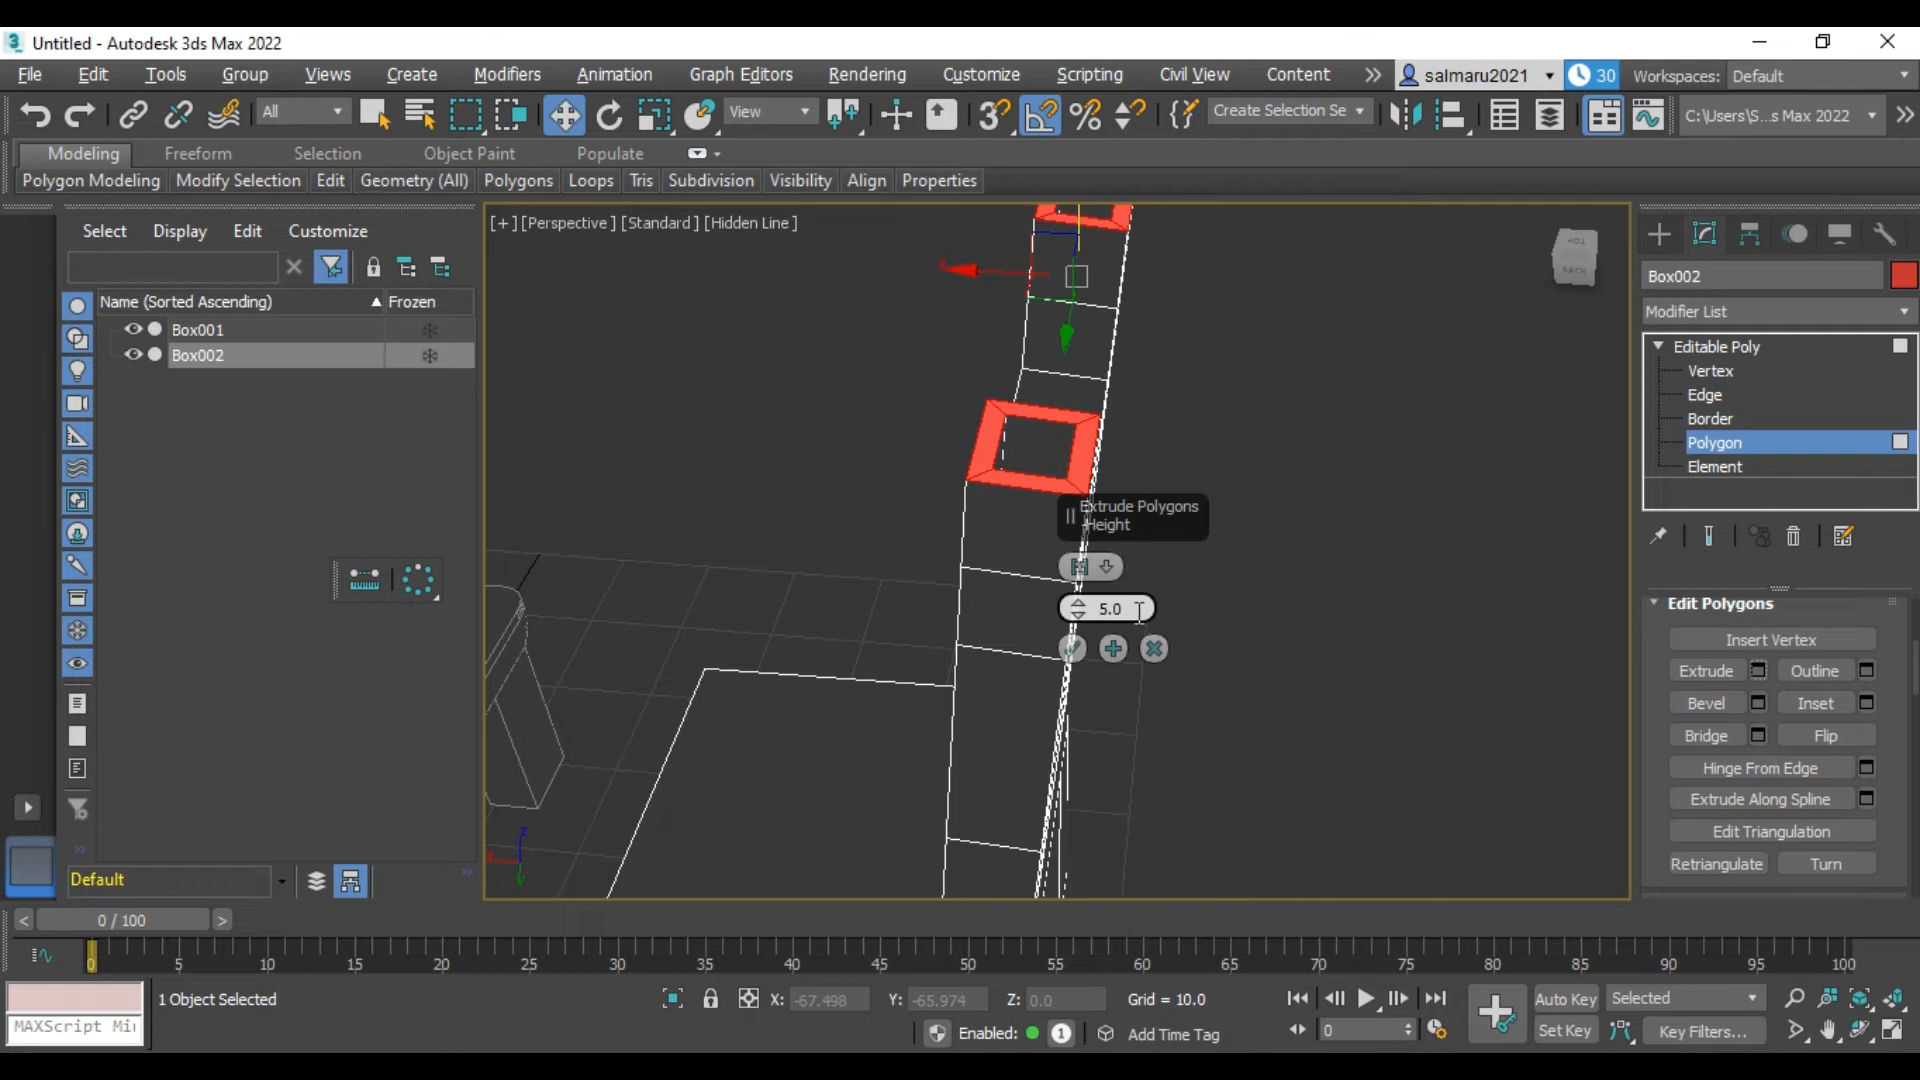 3 Untitled - Autodesk 3ds Max 2022
File Edit Tools Group Views Create Modifiers Animation Graph Editors Rendering Customize Scripting Civil View Content salmaru2021 30 Workspaces: Default
All View Create Selection Se C:\Users\S...s Max 2022
Modeling Freeform Selection Object Paint Populate
Polygon Modeling Modify Selection Edit Geometry (All) Polygons Loops Tris Subdivision Visibility Align Properties
Select Display Edit Customize
[+] [Perspective ] [Standard ] [Hidden Line ]
TOP
BACK
Box002
Name (Sorted Ascending) Frozen
Modifier List
Box001
Box002
Editable Poly
Vertex
Edge
Border
Polygon
Element
Extrude Polygons
Height
5.0
Edit Polygons
Insert Vertex
Extrude Outline
Bevel Inset
Bridge Flip
Hinge From Edge
Extrude Along Spline
Edit Triangulation
Retriangulate Turn
z
Default
< 0 / 100 >
0 5 10 15 20 25 30 35 40 45 50 55 60 65 70 75 80 85 90 95 100
1 Object Selected X: -67.498 Y: -65.974 Z: 0.0 Grid = 10.0 Auto Key Selected
MAXScript Mi Enabled: 1 Add Time Tag 0 Set Key Key Filters...